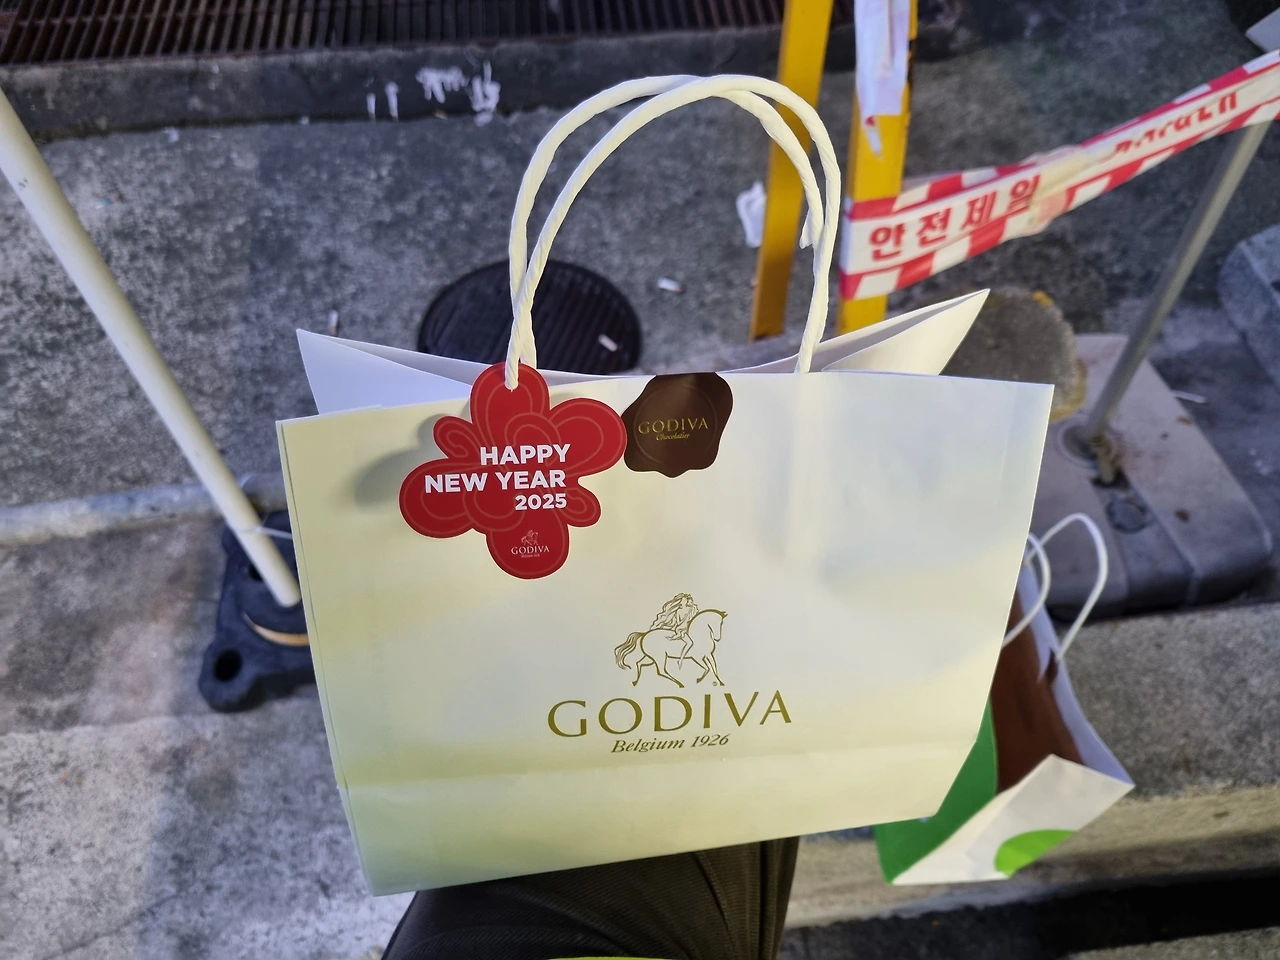 안전제일
HAPPY
NEW YEAR
2025
GODIVA
GODIVA
Chocolatier
GODIVA
Belgium 1926